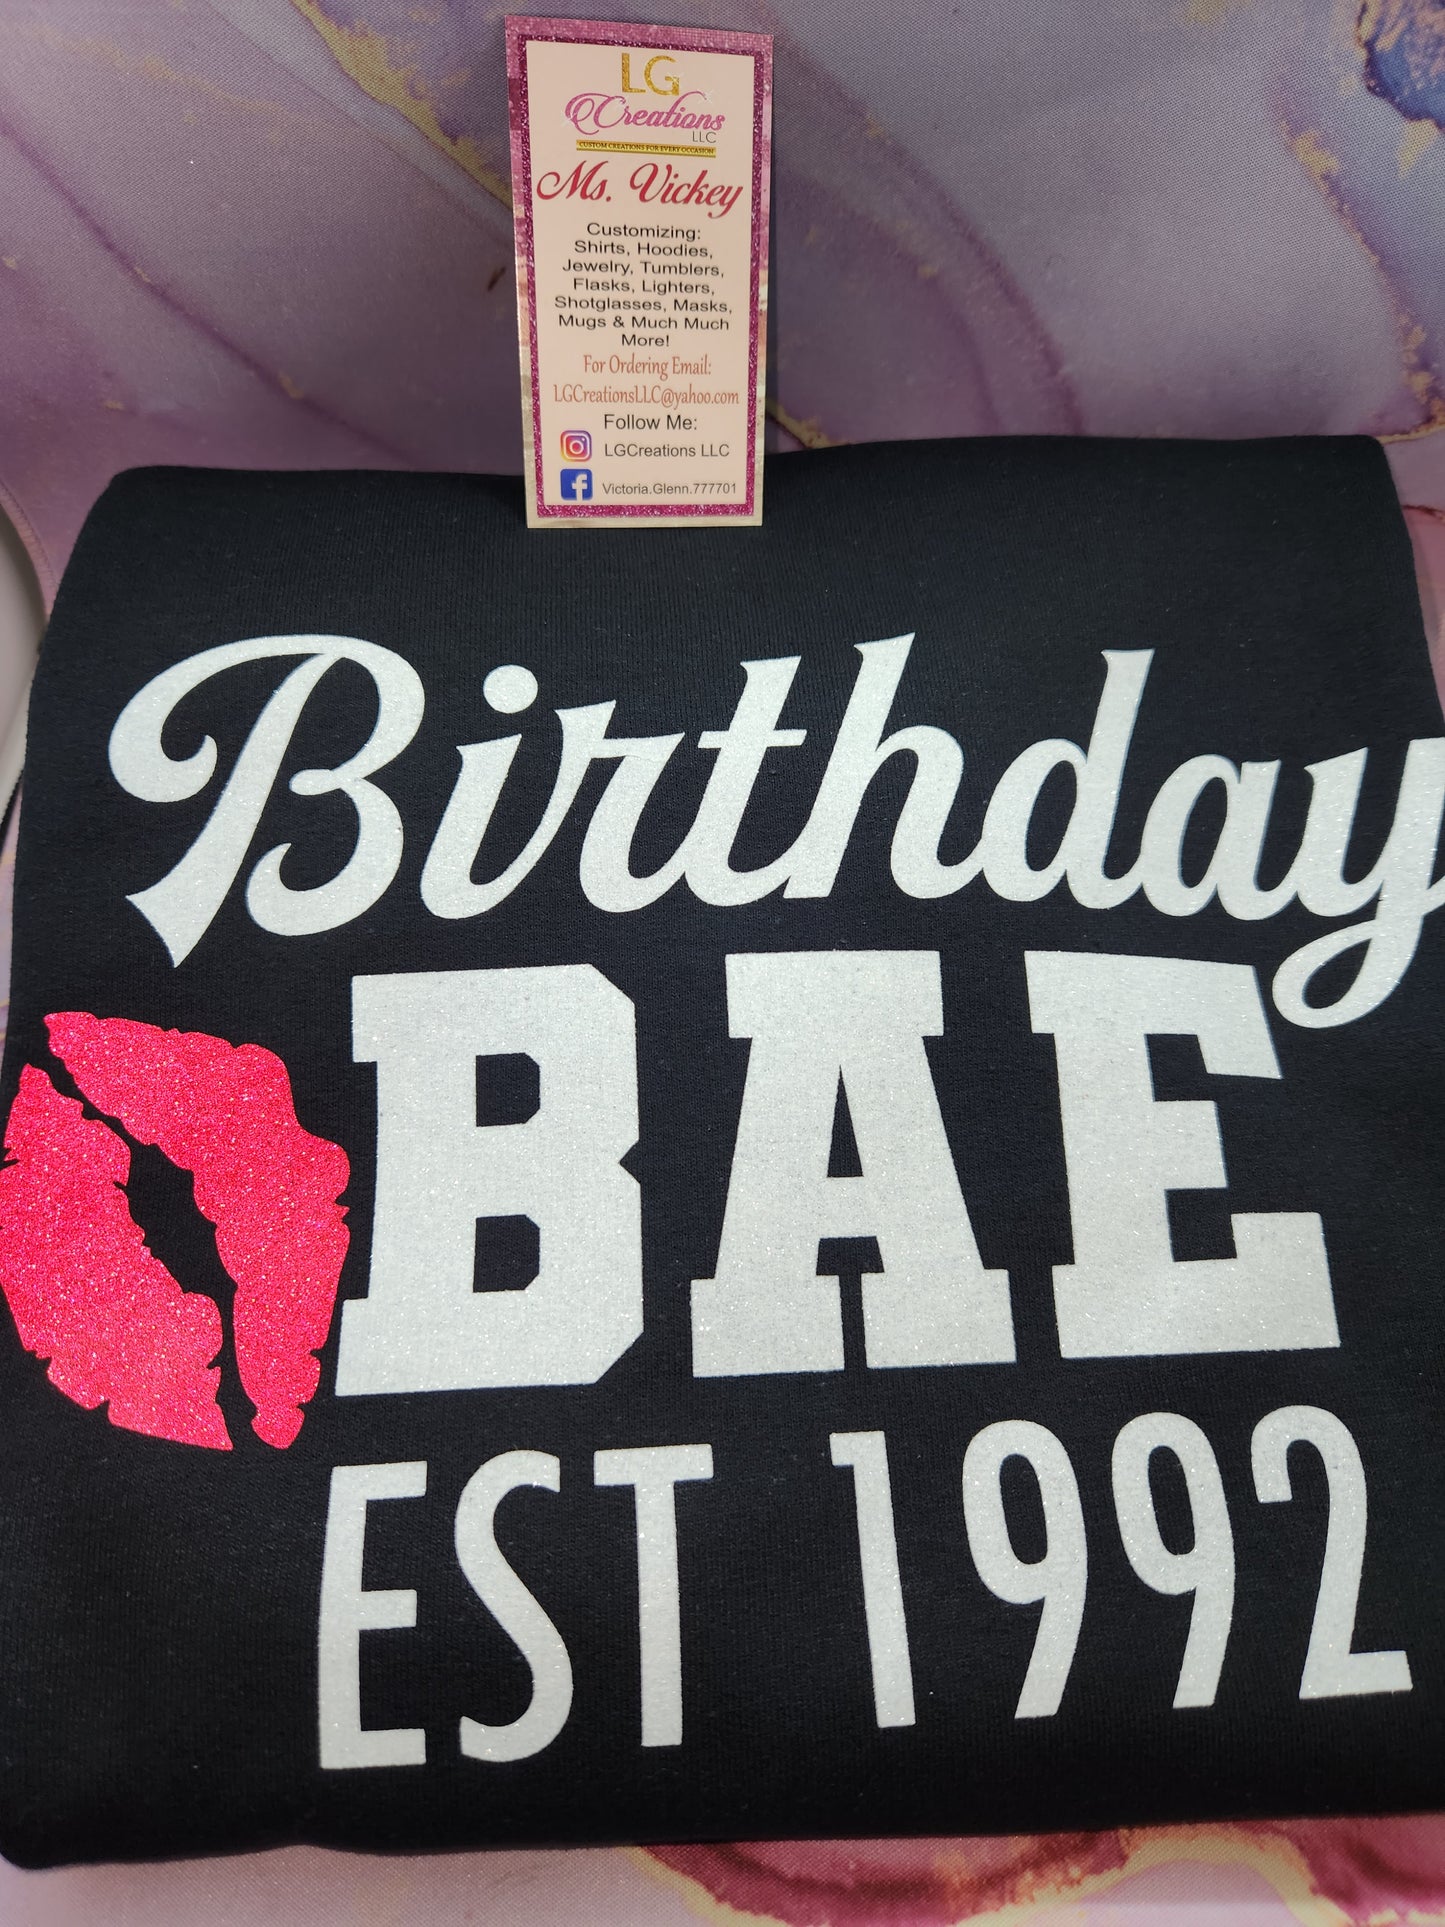 LG
Creations
LLC
CUSTOM CREATIONS FOR EVERY OCCASION
Ms. Vickey
Customizing:
Shirts, Hoodies,
Jewelry, Tumblers,
Flasks, Lighters,
Shotglasses, Masks,
Mugs & Much Much
More!
For Ordering Email:
LGCreationsLLC@yahoo.com
Follow Me:
LGCreations LLC
Victoria.Glenn.777701
Birthday
BAE
EST 1992